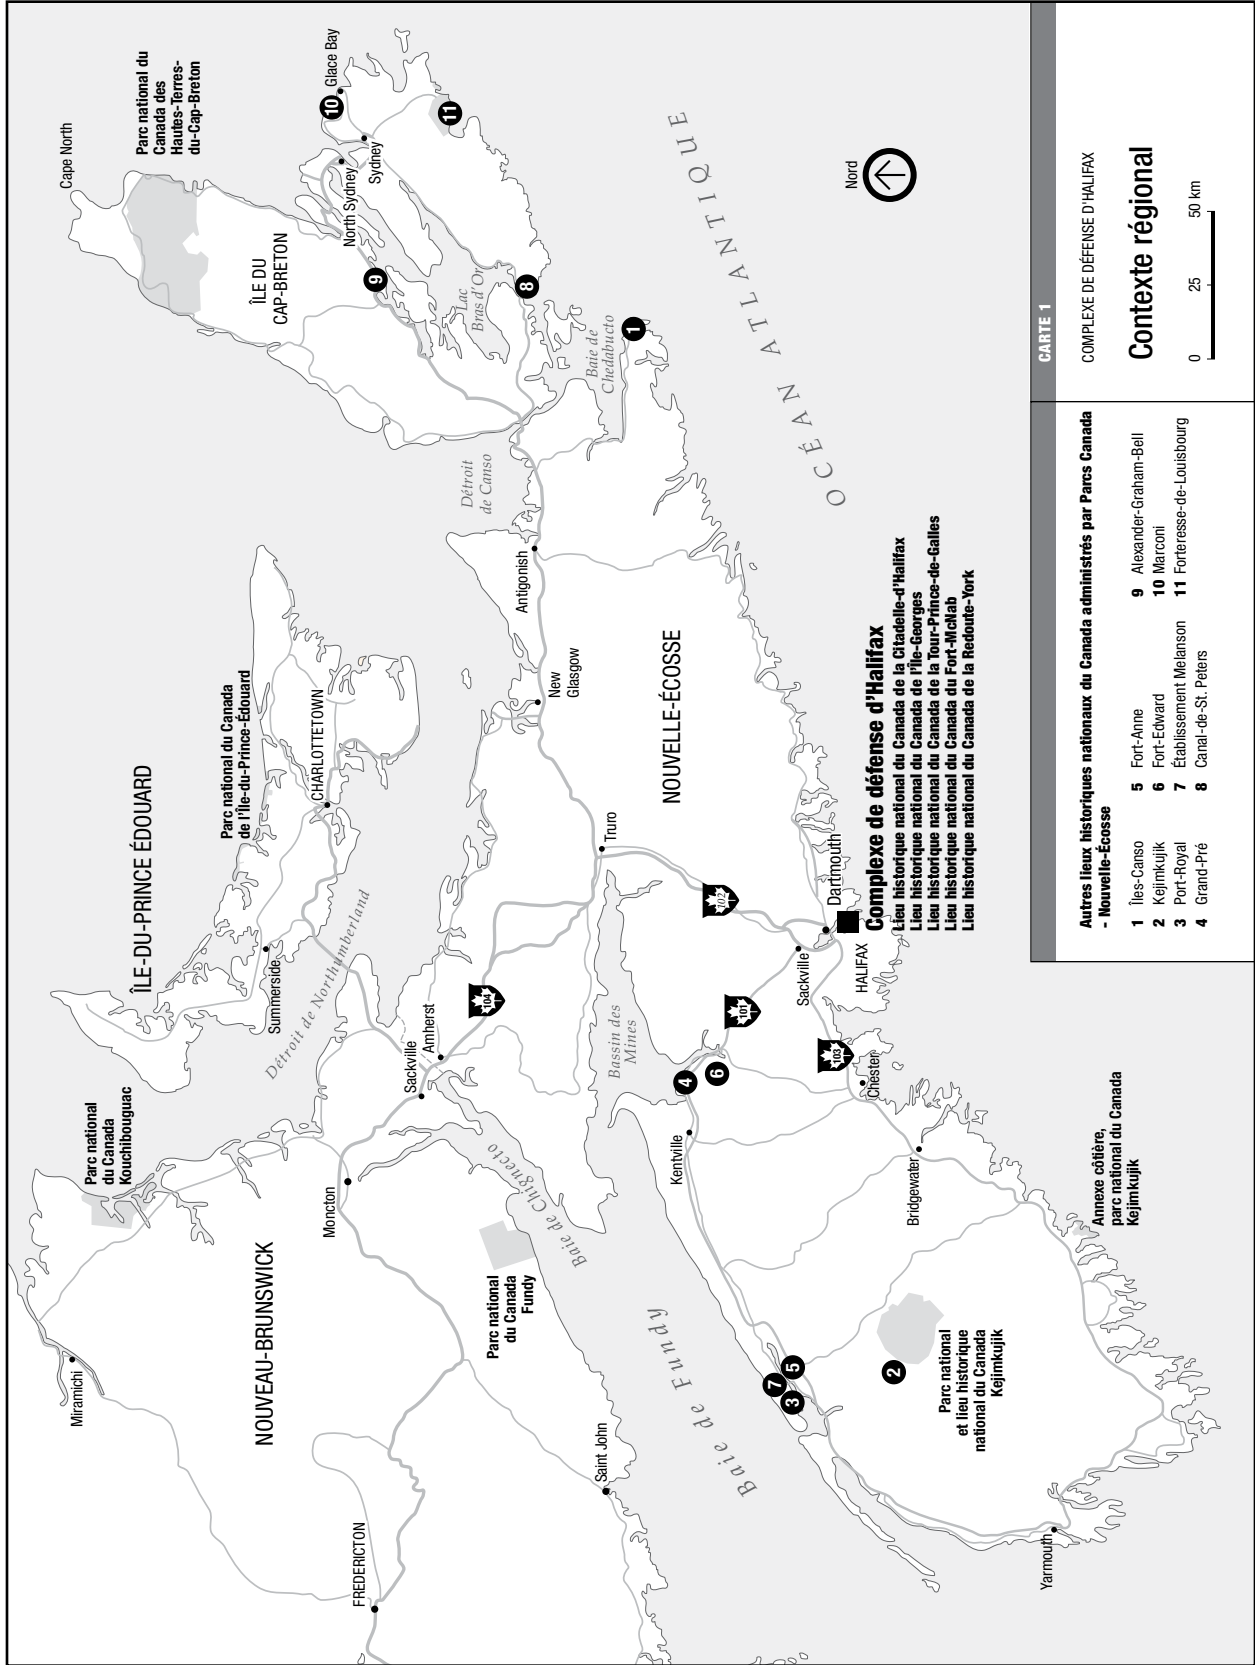 Cape North
Parc national du
Canada des
Hautes-Terres-
du-Cap-Breton
ÎLE DU
CAP-BRETON
10
Glace Bay
North Sydney
Sydney
11
9
Lac
Bras d'Or
8
Baie de
Chedabucto
1
Détroit
de Canso
OCÉAN ATLANTIQUE
Nord
ÎLE-DU-PRINCE ÉDOUARD
Parc national du Canada
de l'Île-du-Prince-Édouard
CHARLOTTETOWN
Summerside
Détroit de Northumberland
Antigonish
New
Glasgow
NOUVELLE-ÉCOSSE
Truro
Parc national
du Canada
Kouchibouguac
Miramichi
NOUVEAU-BRUNSWICK
Moncton
Sackville
Amherst
104
Baie de Chignecto
Parc national
du Canada
Fundy
FREDERICTON
Saint John
Baie de Fundy
Bassin des
Mines
102
101
103
4
6
Kentville
Sackville
Dartmouth
HALIFAX
Chester
Bridgewater
Complexe de défense d'Halifax
Lieu historique national du Canada de la Citadelle-d'Halifax
Lieu historique national du Canada de l'Île-Georges
Lieu historique national du Canada de la Tour-Prince-de-Galles
Lieu historique national du Canada du Fort-McNab
Lieu historique national du Canada de la Redoute-York
7
5
3
2
Parc national
et lieu historique
national du Canada
Kejimkujik
Annexe côtière,
parc national du Canada
Kejimkujik
Yarmouth
Autres lieux historiques nationaux du Canada administrés par Parcs Canada
- Nouvelle-Écosse
1 Îles-Canso
2 Kejimkujik
3 Port-Royal
4 Grand-Pré
5 Fort-Anne
6 Fort-Edward
7 Établissement Melanson
8 Canal-de-St. Peters
9 Alexander-Graham-Bell
10 Marconi
11 Forteresse-de-Louisbourg
CARTE 1
COMPLEXE DE DÉFENSE D'HALIFAX
Contexte régional
0 25 50 km